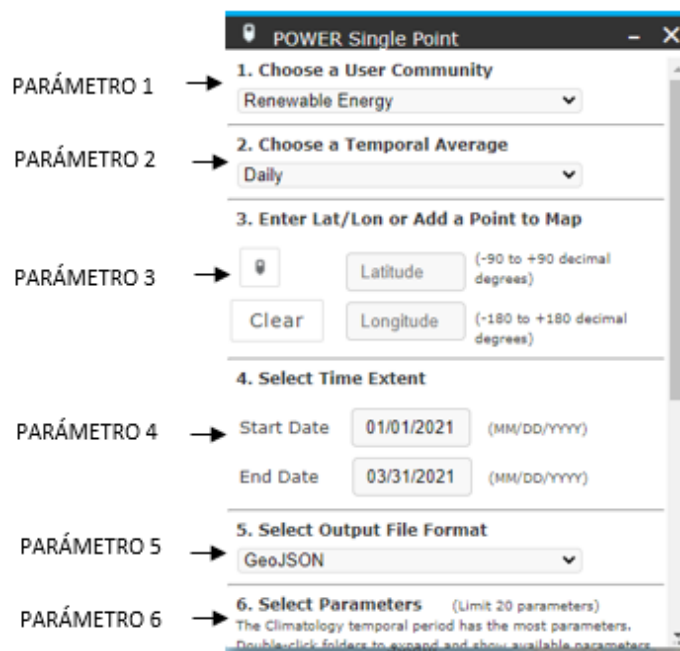 POWER Single Point
PARÁMETRO 1
1. Choose a User Community
Renewable Energy
PARÁMETRO 2
2. Choose a Temporal Average
Daily
3. Enter Lat/Lon or Add a Point to Map
PARÁMETRO 3
Latitude
(-90 to +90 decimal
degrees)
Clear
Longitude
(-180 to +180 decimal
degrees)
4. Select Time Extent
PARÁMETRO 4
Start Date 01/01/2021 (MM/DD/YYYY)
End Date 03/31/2021 (MM/DD/YYYY)
PARÁMETRO 5
5. Select Output File Format
GeoJSON
PARÁMETRO 6
6. Select Parameters (Limit 20 parameters)
The Climatology temporal period has the most parameters.
Double-click folders to expand and show available parameters